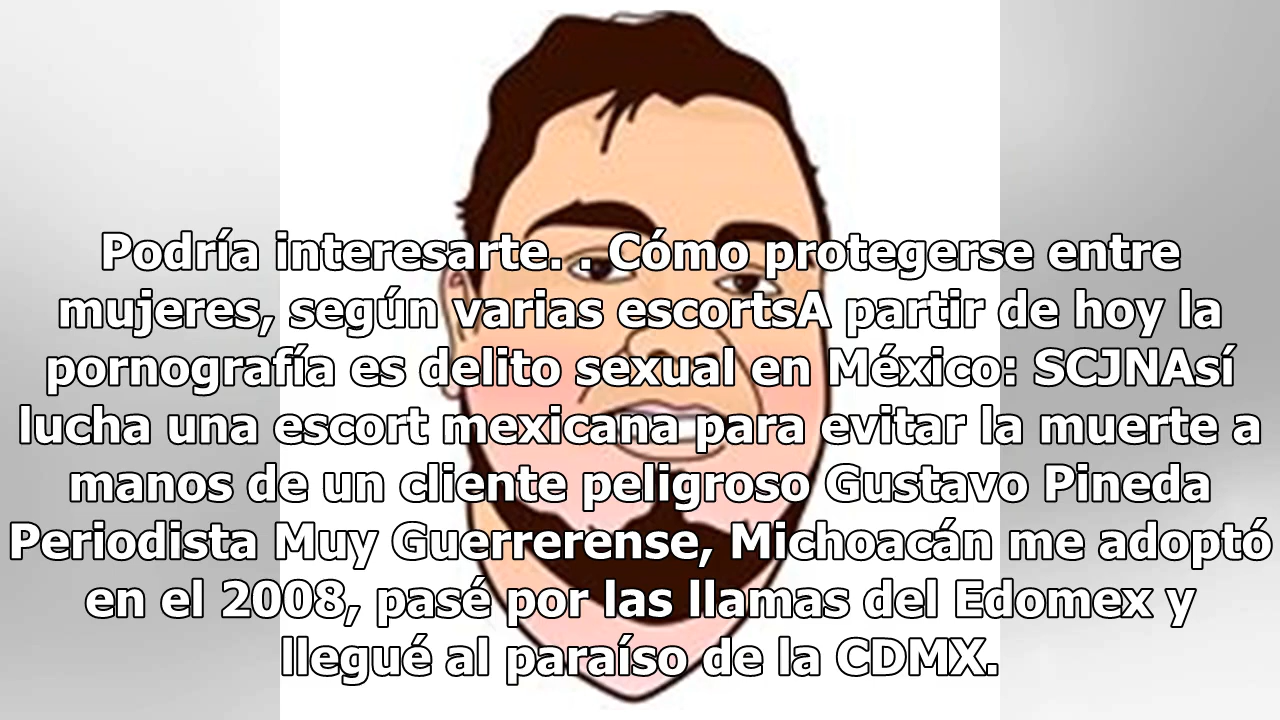 Podría interesarte. . Cómo protegerse entre
mujeres, según varias escortsA partir de hoy la
pornografía es delito sexual en México: SCJNAsí
lucha una escort mexicana para evitar la muerte a
manos de un cliente peligroso Gustavo Pineda
Periodista Muy Guerrerense, Michoacán me adoptó
en el 2008, pasé por las llamas del Edomex y
llegué al paraíso de la CDMX.